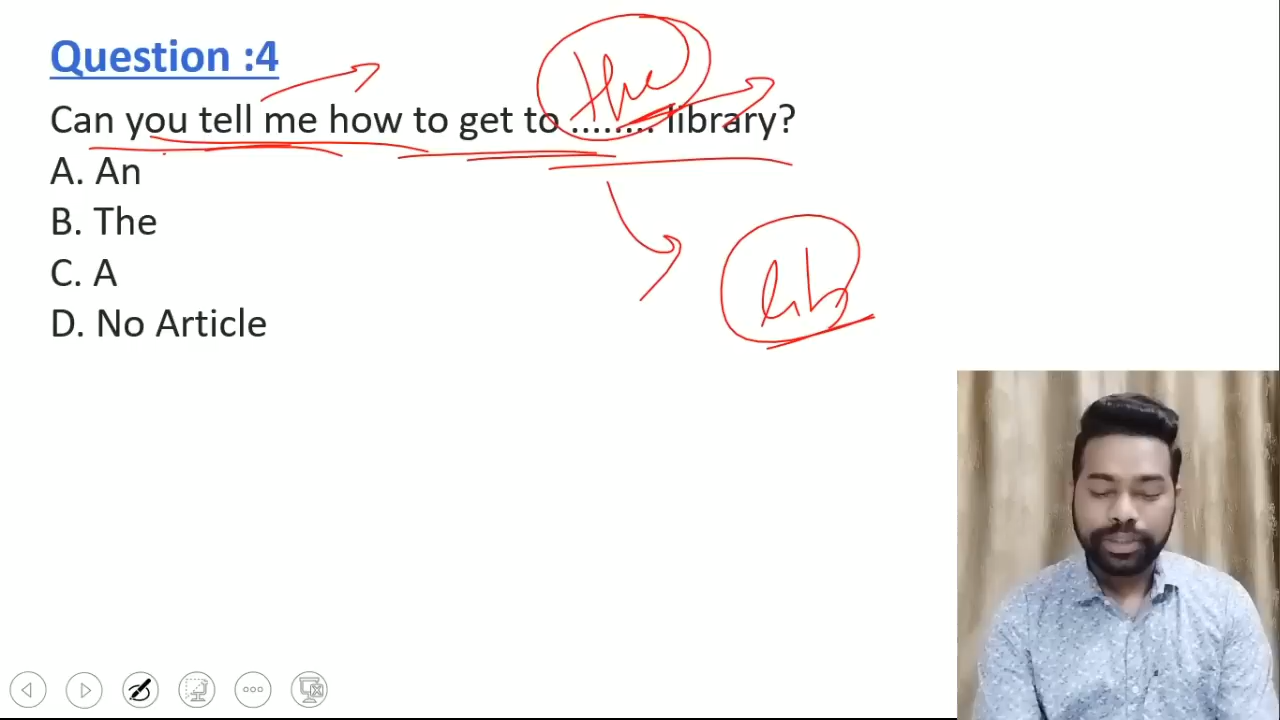 Question :4
the
Can you tell me how to get to ........ library?
A. An
B. The
C. A
D. No Article
lib